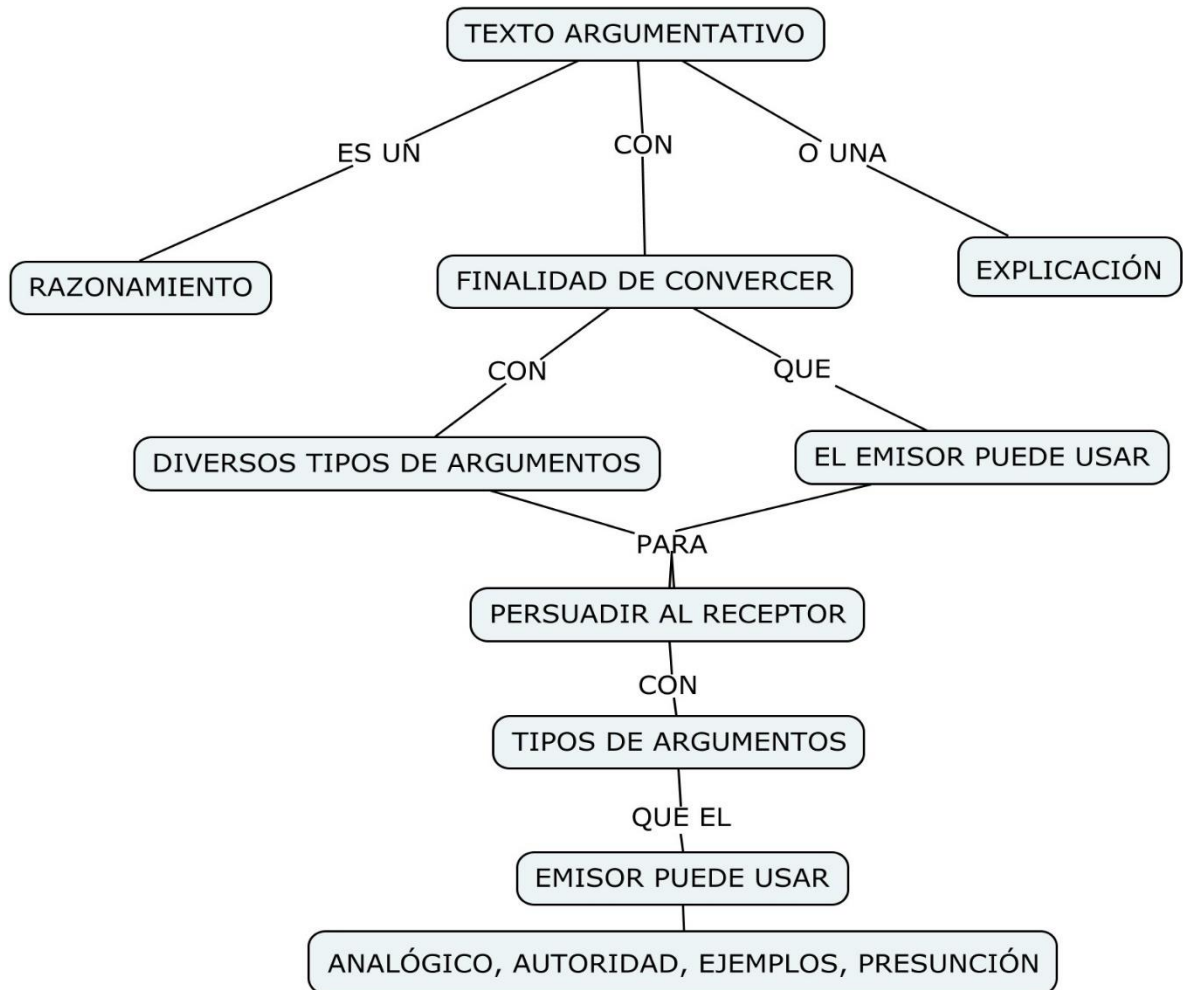 TEXTO ARGUMENTATIVO
ES UN
CON
O UNA
RAZONAMIENTO
FINALIDAD DE CONVERCER
EXPLICACIÓN
CON
QUE
DIVERSOS TIPOS DE ARGUMENTOS
EL EMISOR PUEDE USAR
PARA
PERSUADIR AL RECEPTOR
CON
TIPOS DE ARGUMENTOS
QUE EL
EMISOR PUEDE USAR
ANALÓGICO, AUTORIDAD, EJEMPLOS, PRESUNCIÓN